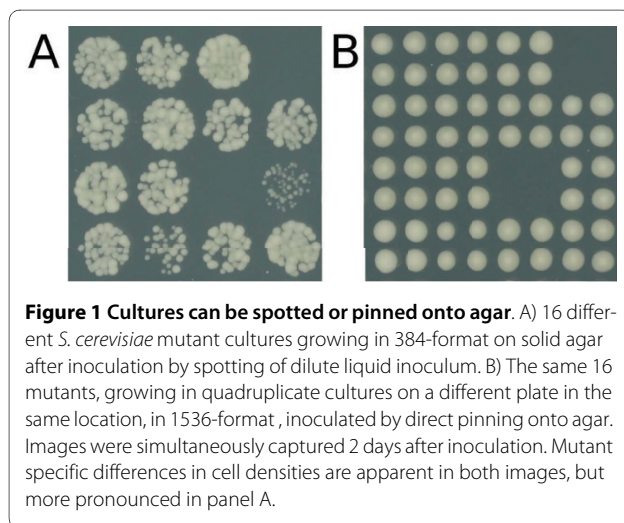 A
B
Figure 1 Cultures can be spotted or pinned onto agar. A) 16 differ-
ent S. cerevisiae mutant cultures growing in 384-format on solid agar
after inoculation by spotting of dilute liquid inoculum. B) The same 16
mutants, growing in quadruplicate cultures on a different plate in the
same location, in 1536-format , inoculated by direct pinning onto agar.
Images were simultaneously captured 2 days after inoculation. Mutant
specific differences in cell densities are apparent in both images, but
more pronounced in panel A.